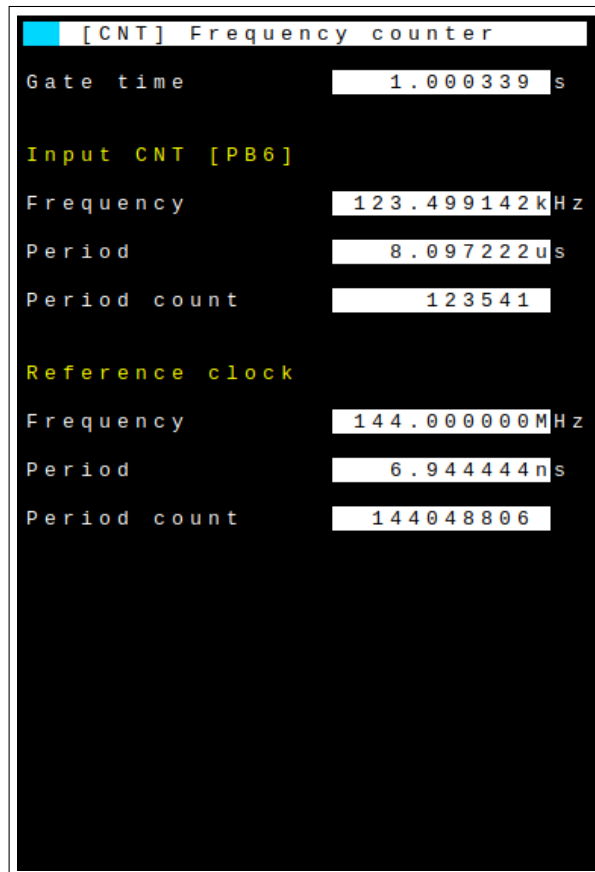 [CNT] Frequency counter
Gate time 1.000339 s
Input CNT [PB6]
Frequency 123.499142kHz
Period 8.097222us
Period count 123541
Reference clock
Frequency 144.000000MHz
Period 6.944444ns
Period count 144048806